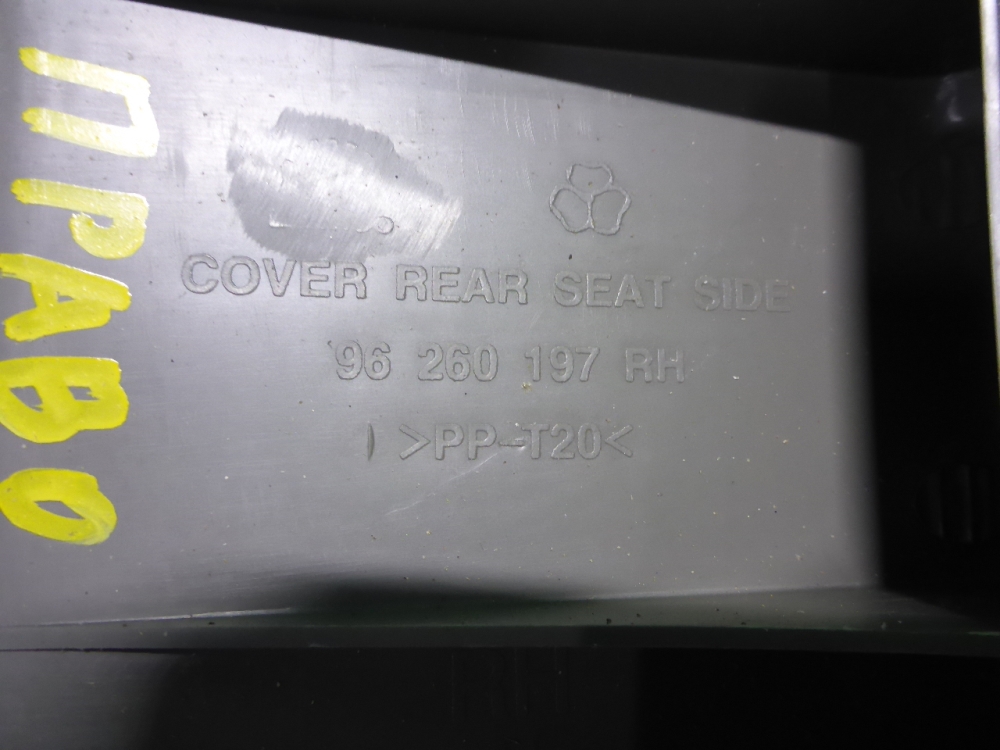 ПРАВО
COVER REAR SEAT SIDE
96 260 197 RH
>PP-T20<